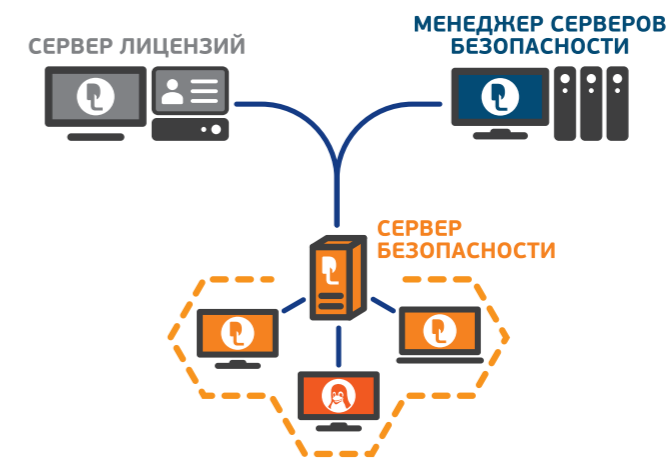 СЕРВЕР ЛИЦЕНЗИЙ
МЕНЕДЖЕР СЕРВЕРОВ
БЕЗОПАСНОСТИ
СЕРВЕР
БЕЗОПАСНОСТИ